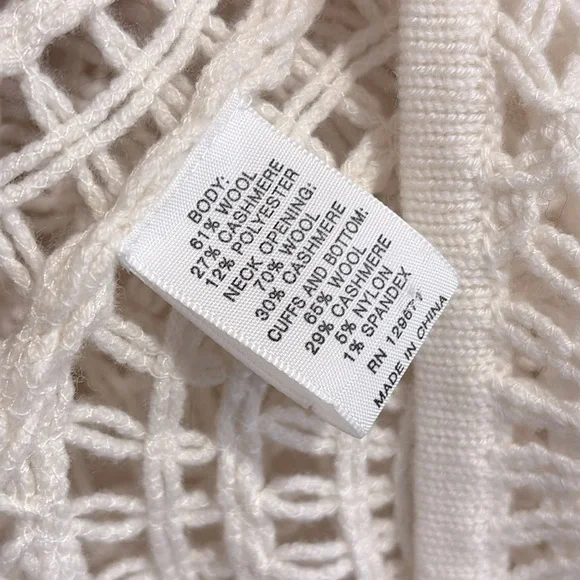 BODY:
61% WOOL
27% CASHMERE
12% POLYESTER
NECK OPENING:
70% WOOL
30% CASHMERE
CUFFS AND BOTTOM:
65% WOOL
29% CASHMERE
5% NYLON
1% SPANDEX
RN
MADE IN CHINA